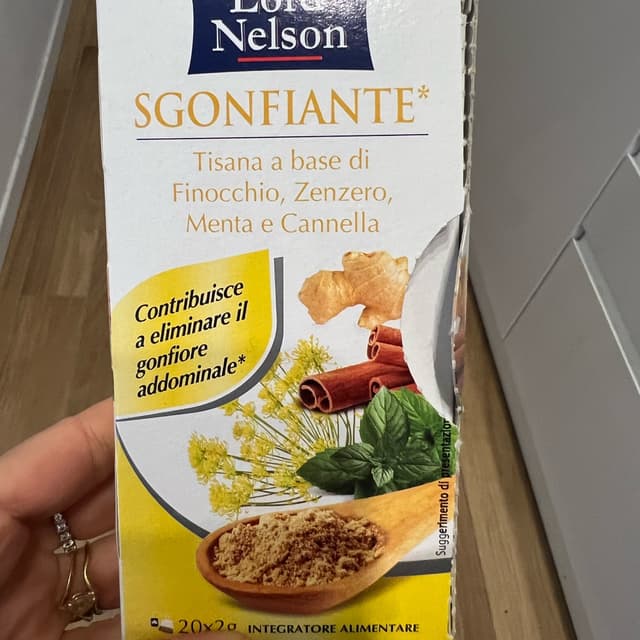 Lord
Nelson
SGONFIANTE*
Tisana a base di
Finocchio, Zenzero,
Menta e Cannella
Contribuisce
a eliminare il
gonfiore
addominale*
Suggerimento di
20x2g INTEGRATORE ALIMENTARE